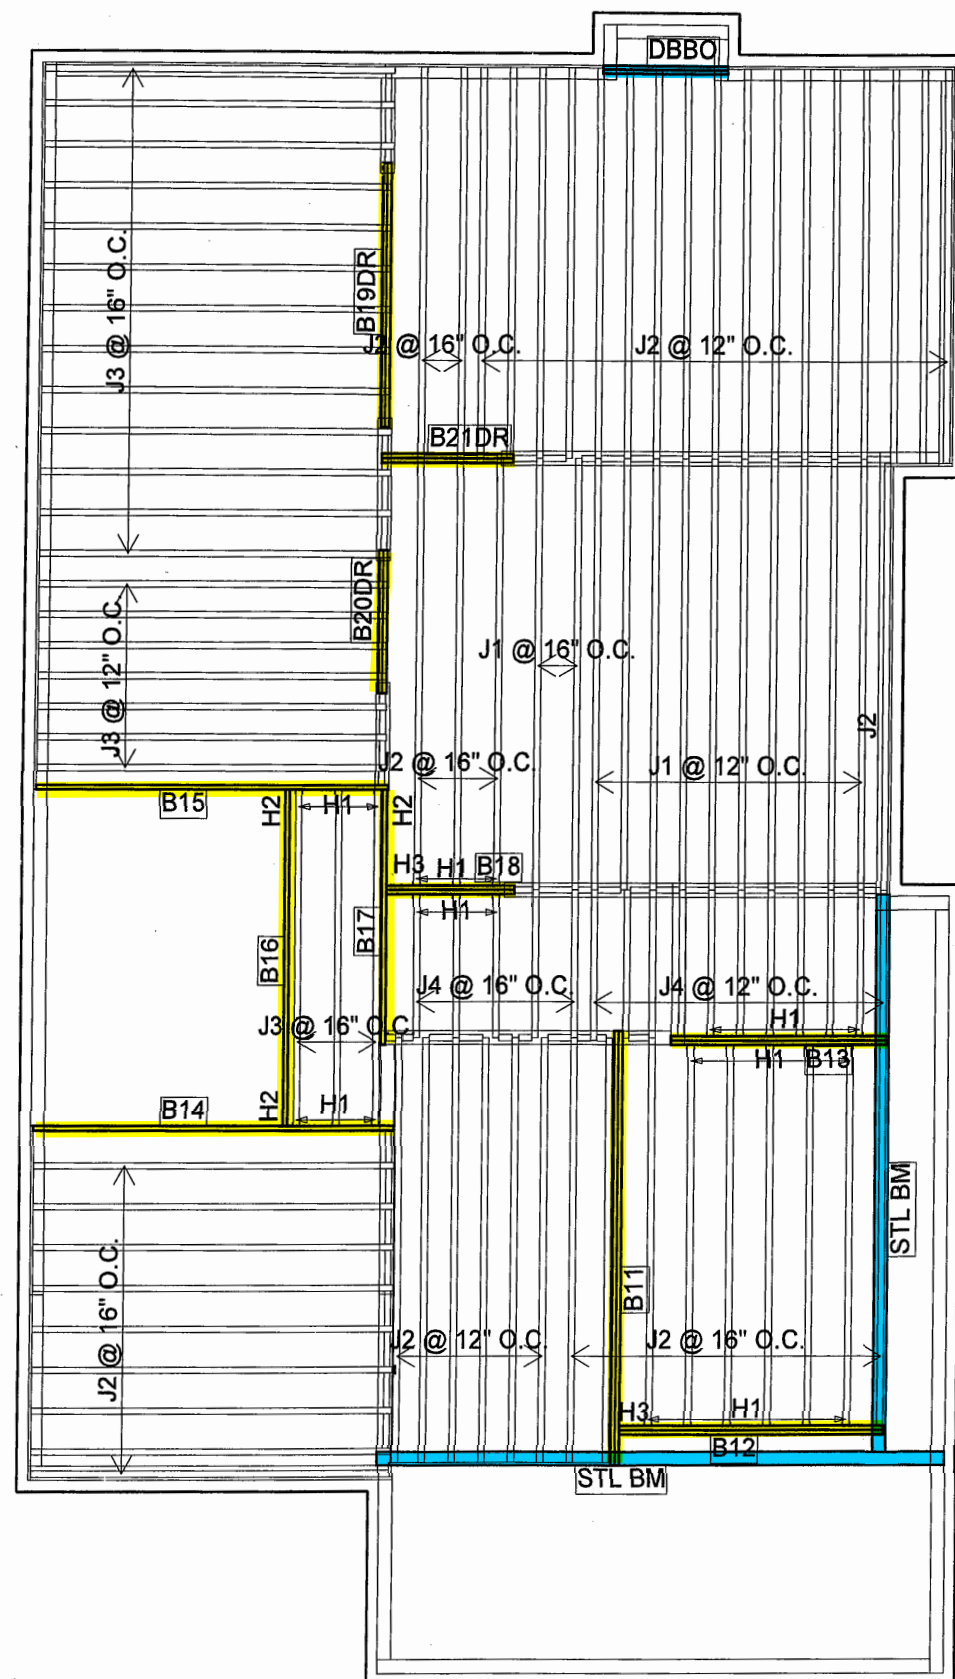 DBBO
J3 @ 16" O.C.
B19DR
J2 @ 16" O.C.
J2 @ 12" O.C.
B21DR
B20DR
J3 @ 12" O.C.
J1 @ 16" O.C.
J2
J2 @ 16" O.C.
J1 @ 12" O.C.
B15
H2
H1
H2
H3
H1
B18
H1
B16
B17
J4 @ 16" O.C.
J4 @ 12" O.C.
J3 @ 16" O.C
H1
H1
B13
H2
H1
B14
STL BM
J2 @ 16" O.C.
B11
J2 @ 12" O.C.
J2 @ 16" O.C.
H3
H1
B12
STL BM